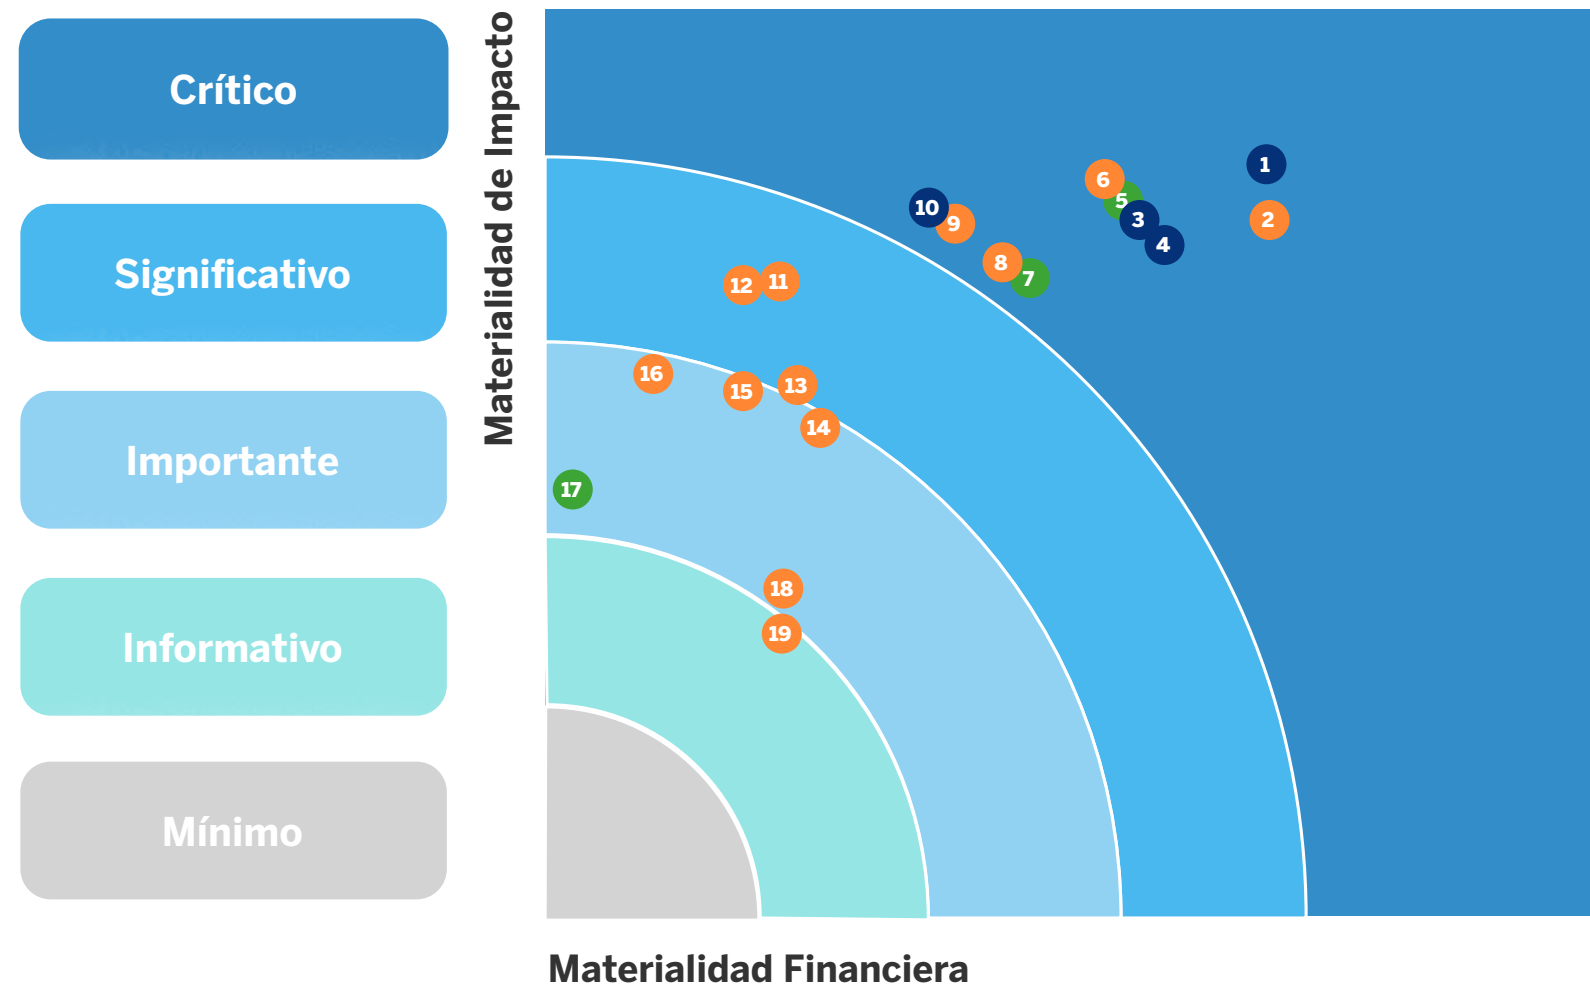 Crítico
Significativo
Importante
Informativo
Mínimo
Materialidad de Impacto
1
6
5
2
10
3
9
4
8
7
12
11
16
15
13
14
17
18
19
Materialidad Financiera